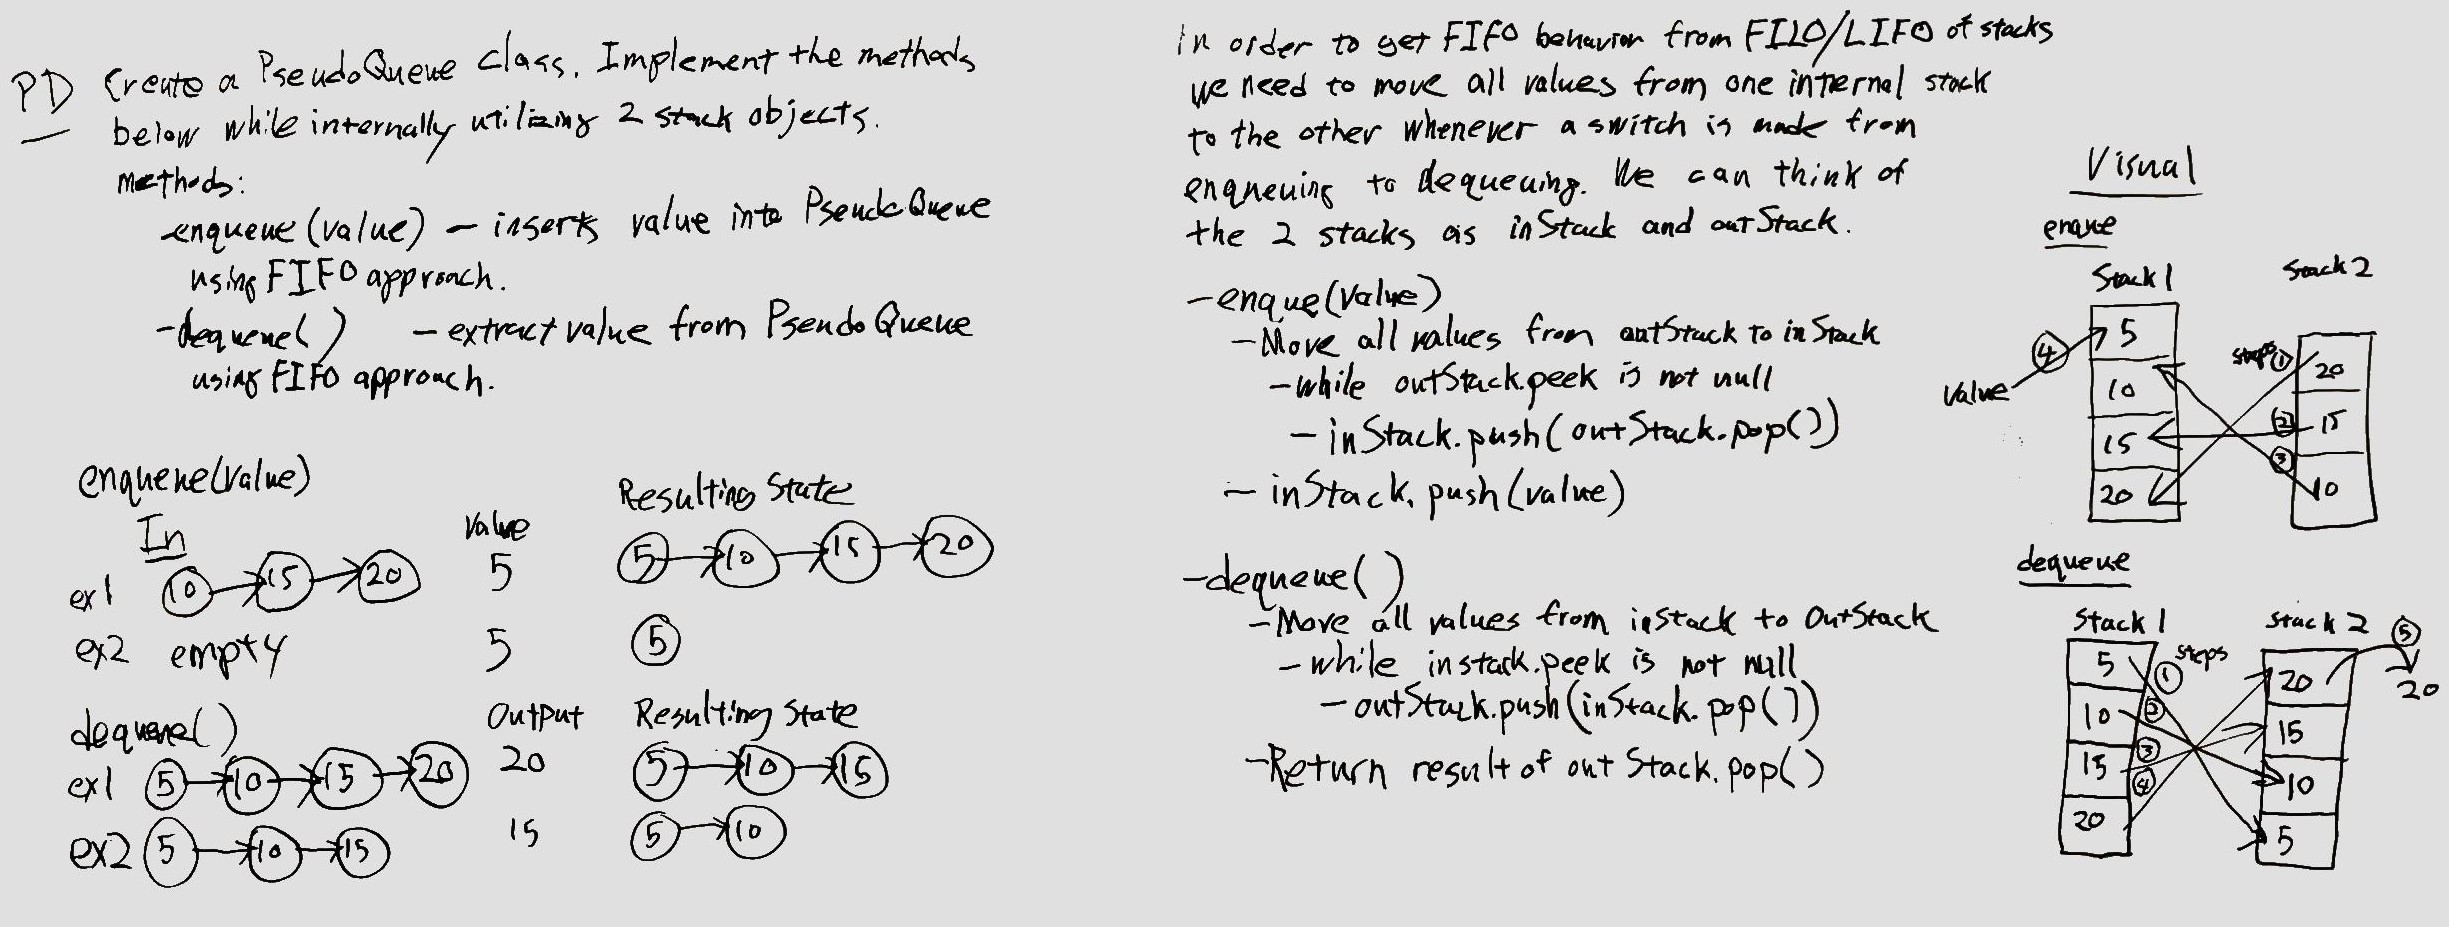 PD Create a PseudoQueue class. Implement the methods
below while internally utilizing 2 stack objects.
Methods:
-enqueue(value) - inserts value into PseudoQueue
using FIFO approach.
-dequeue() - extract value from PseudoQueue
using FIFO approach.
enqueue(value)
In Value Resulting State
ex1 10 15 20 5 5 10 15 20
ex2 empty 5 5
dequeue() Output Resulting State
ex1 5 10 15 20 20 5 10 15
ex2 5 10 15 15 5 10
In order to get FIFO behavior from FILO/LIFO of stacks
we need to move all values from one internal stack
to the other whenever a switch is made from
enqueuing to dequeuing. We can think of
the 2 stacks as inStack and outStack.
-enque(value)
-Move all values from outStack to inStack
-while outStack.peek is not null
- inStack.push(outStack.pop())
- inStack.push(value)
-dequeue()
-Move all values from instack to OutStack
-while instack.peek is not null
-outStack.push(inStack.pop())
-Return result of outStack.pop()
Visual
enque
Stack 1 Stack 2
4 5 steps 1 20
Value 10
15 2 15
3
20 10
dequeue
Stack 1 Stack 2 5
5 1 steps 20 20
10 2 15
15 3 10
4
20 5